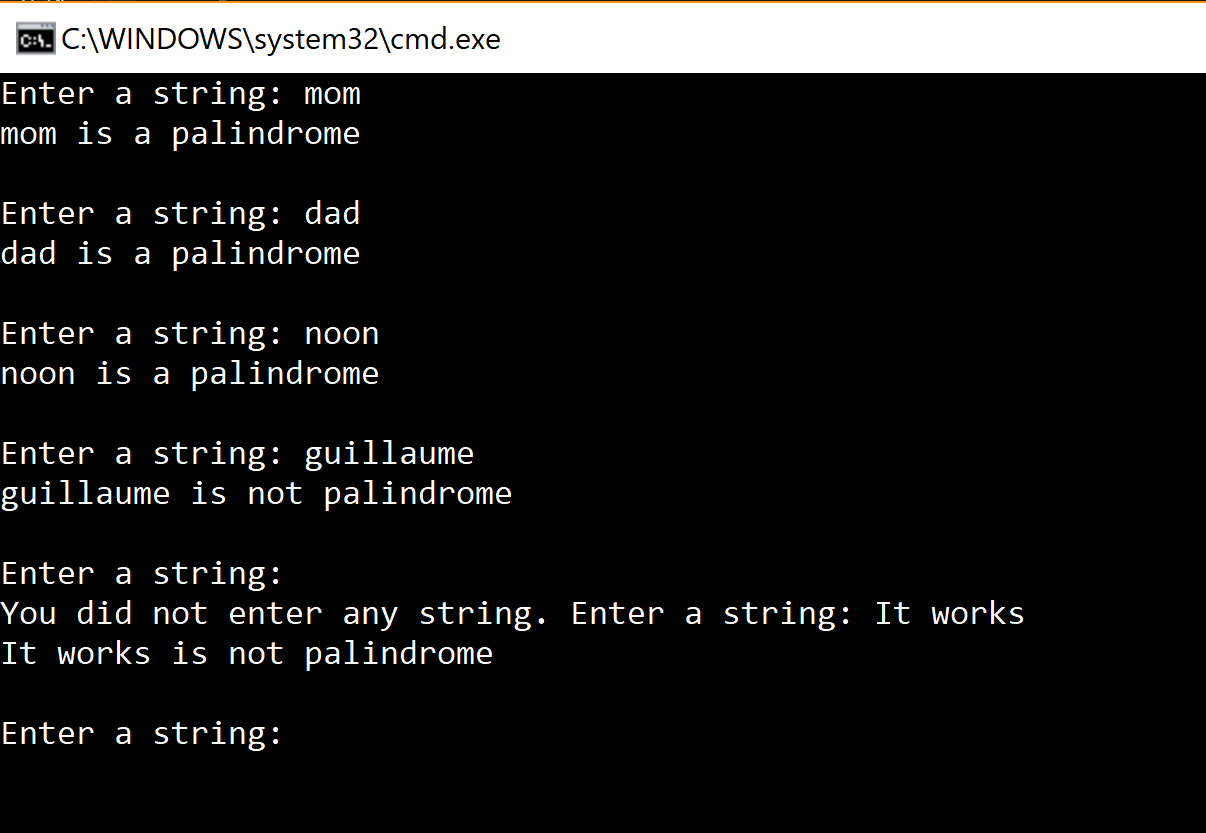 C:\WINDOWS\system32\cmd.exe
Enter a string: mom
mom is a palindrome
Enter a string: dad
dad is a palindrome
Enter a string: noon
noon is a palindrome
Enter a string: guillaume
guillaume is not palindrome
Enter a string:
You did not enter any string. Enter a string: It works
It works is not palindrome
Enter a string: